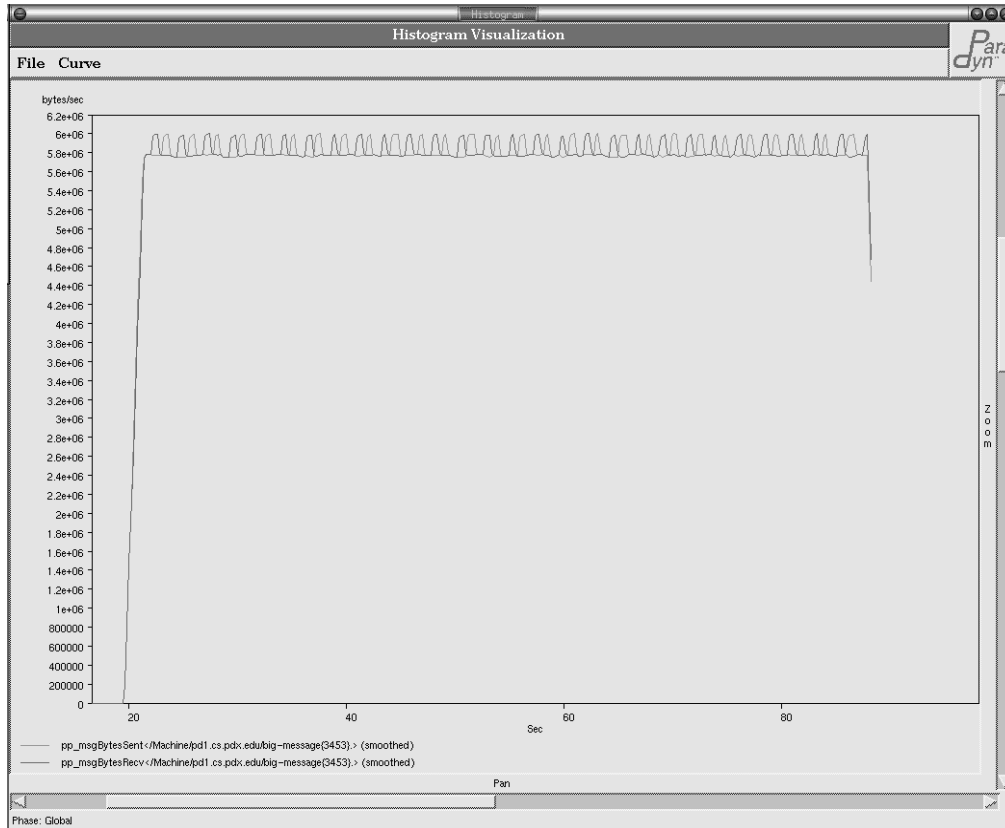 Histogram
Histogram Visualization
Para
dyn
File Curve
bytes/sec
6.2e+06
6e+06
5.8e+06
5.6e+06
5.4e+06
5.2e+06
5e+06
4.8e+06
4.6e+06
4.4e+06
4.2e+06
4e+06
3.8e+06
3.6e+06
3.4e+06
3.2e+06
3e+06
2.8e+06
2.6e+06
2.4e+06
2.2e+06
2e+06
1.8e+06
1.6e+06
1.4e+06
1.2e+06
1e+06
800000
600000
400000
200000
0
20 40 60 80
Sec
Zoom
pp_msgBytesSent</Machine/pd1.cs.pdx.edu/big-message{3453}.> (smoothed)
pp_msgBytesRecv</Machine/pd1.cs.pdx.edu/big-message{3453}.> (smoothed)
Pan
Phase: Global